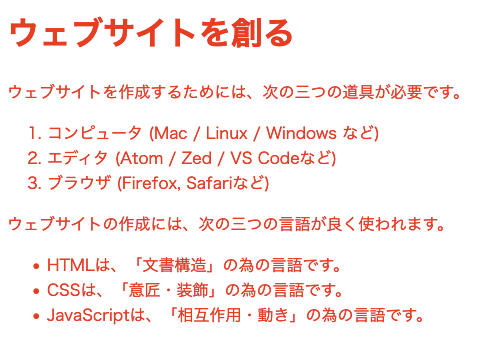 ウェブサイトを創る
ウェブサイトを作成するためには、次の三つの道具が必要です。
1. コンピュータ (Mac / Linux / Windows など)
2. エディタ (Atom / Zed / VS Codeなど)
3. ブラウザ (Firefox, Safariなど)
ウェブサイトの作成には、次の三つの言語が良く使われます。
• HTMLは、「文書構造」の為の言語です。
• CSSは、「意匠・装飾」の為の言語です。
• JavaScriptは、「相互作用・動き」の為の言語です。